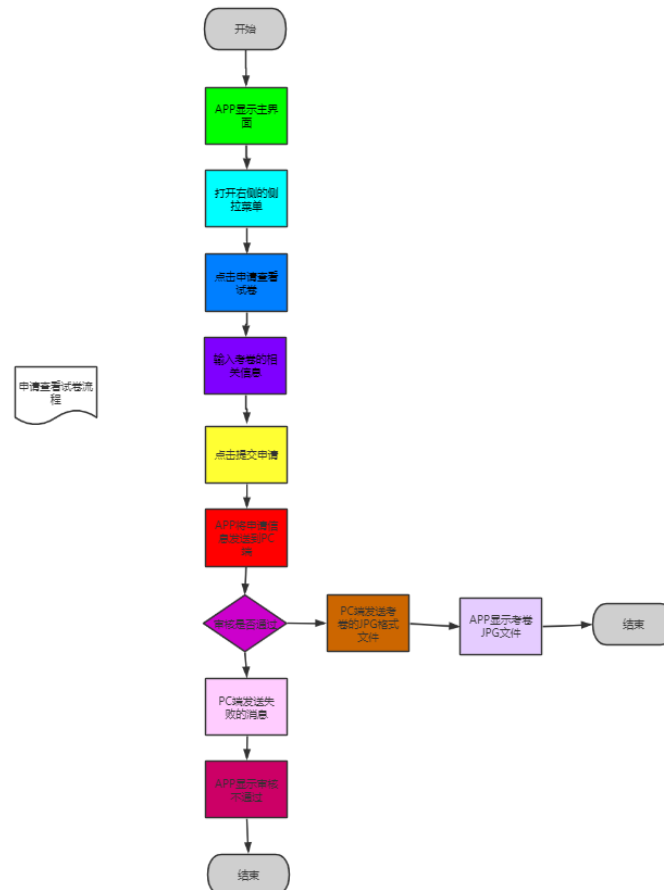 开始
APP显示主界
面
打开右侧的侧
拉菜单
点击申请查看
试卷
输入考卷的相
关信息
申请查看试卷流
程
点击提交申请
APP将申请信
息发送到PC
端
审核是否通过
PC端发送考
卷的JPG格式
文件
APP显示考卷
JPG文件
结束
PC端发送失
败的消息
APP显示审核
不通过
结束